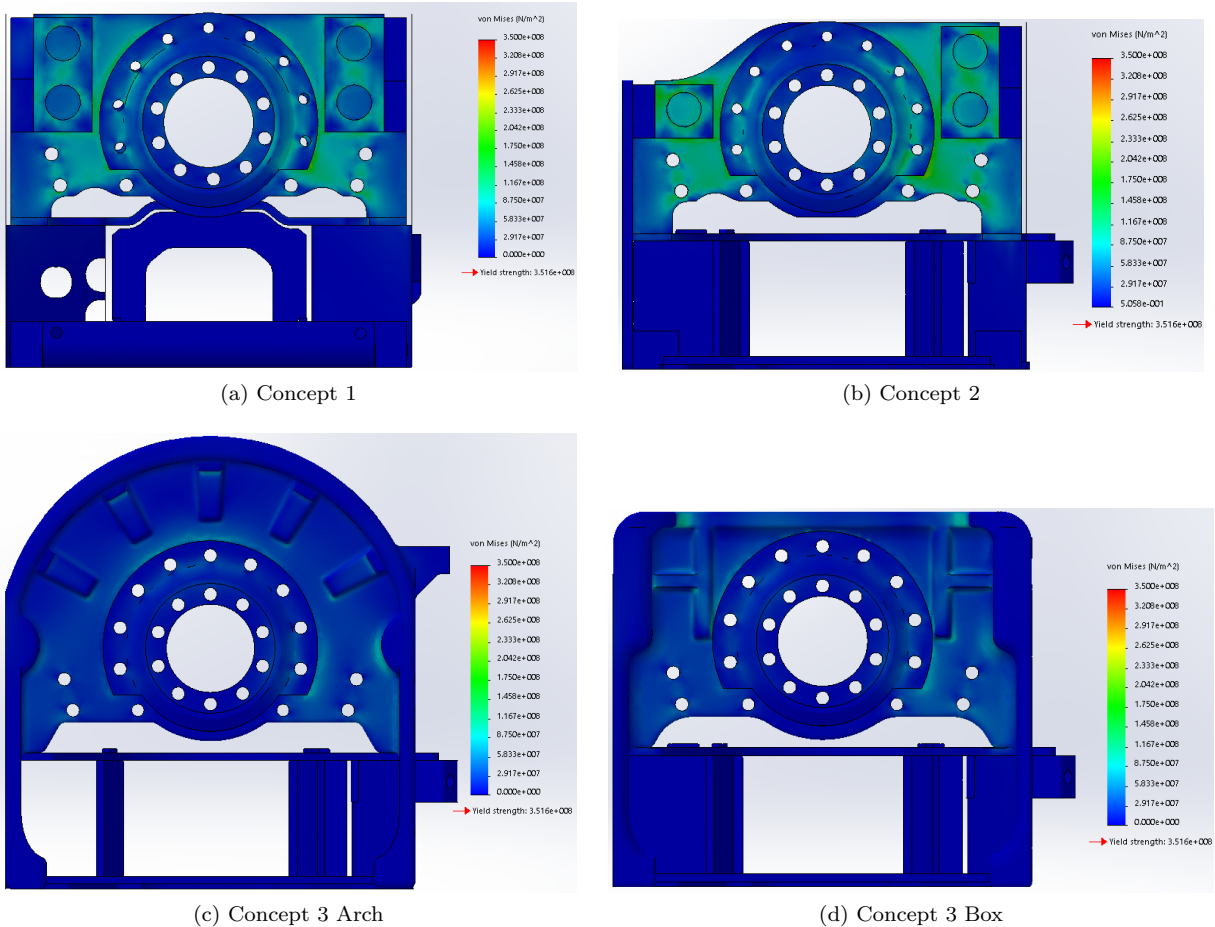 von Mises (N/m^2)
3.500e+008
3.208e+008
2.917e+008
2.625e+008
2.333e+008
2.042e+008
1.750e+008
1.458e+008
1.167e+008
8.750e+007
5.833e+007
2.917e+007
0.000e+000
Yield strength: 3.516e+008
(a) Concept 1
von Mises (N/m^2)
3.500e+008
3.208e+008
2.917e+008
2.625e+008
2.333e+008
2.042e+008
1.750e+008
1.458e+008
1.167e+008
8.750e+007
5.833e+007
2.917e+007
5.058e-001
Yield strength: 3.516e+008
(b) Concept 2
von Mises (N/m^2)
3.500e+008
3.208e+008
2.917e+008
2.625e+008
2.333e+008
2.042e+008
1.750e+008
1.458e+008
1.167e+008
8.750e+007
5.833e+007
2.917e+007
0.000e+000
Yield strength: 3.516e+008
(c) Concept 3 Arch
von Mises (N/m^2)
3.500e+008
3.208e+008
2.917e+008
2.625e+008
2.333e+008
2.042e+008
1.750e+008
1.458e+008
1.167e+008
8.750e+007
5.833e+007
2.917e+007
0.000e+000
Yield strength: 3.516e+008
(d) Concept 3 Box